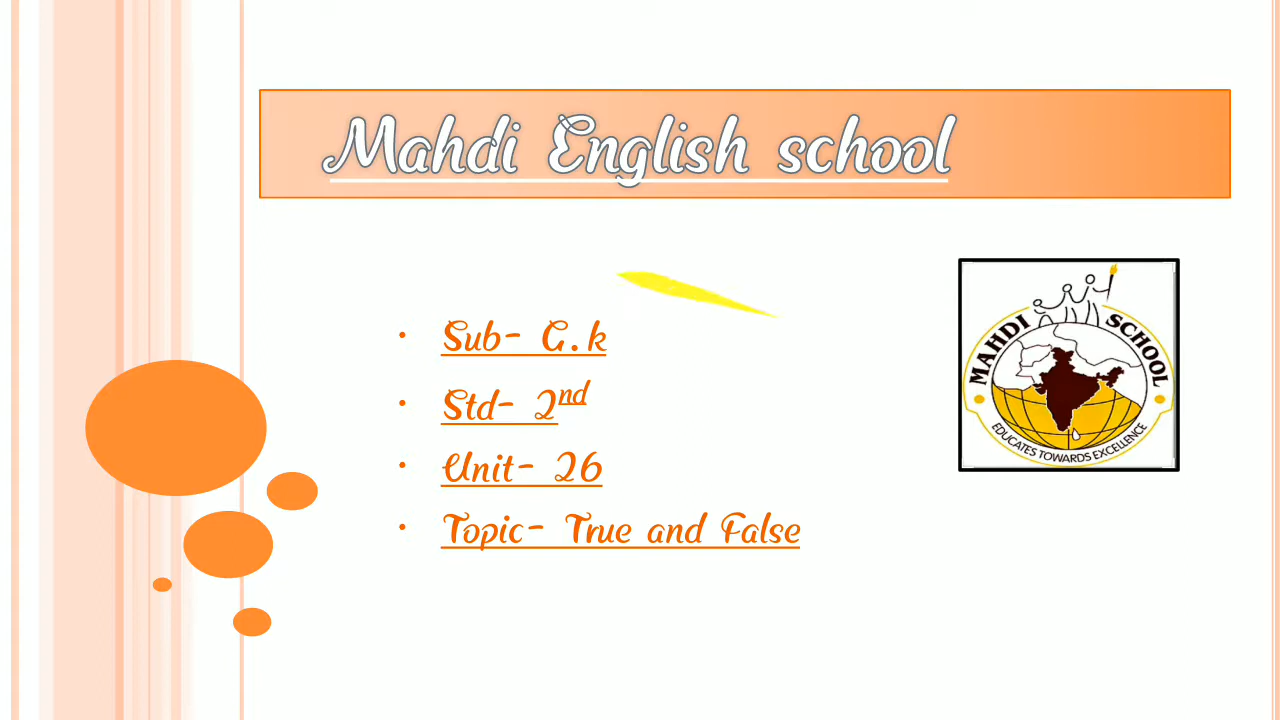 Mahdi English school
• Sub- G.k
• Std- 2nd
• Unit- 26
• Topic- True and False
MAHDI SCHOOL
EDUCATES TOWARDS EXCELLENCE